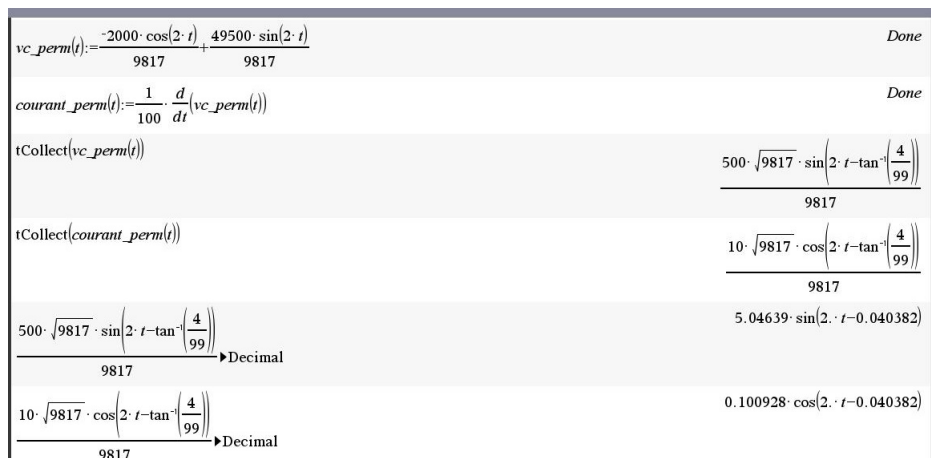 vc_perm(t):=-2000·cos(2·t)/9817+49500·sin(2·t)/9817 Done
courant_perm(t):=1/100·d/dt(vc_perm(t)) Done
tCollect(vc_perm(t)) 500·√9817·sin(2·t−tan⁻¹(4/99))/9817
tCollect(courant_perm(t)) 10·√9817·cos(2·t−tan⁻¹(4/99))/9817
500·√9817·sin(2·t−tan⁻¹(4/99))/9817▶Decimal 5.04639·sin(2.·t−0.040382)
10·√9817·cos(2·t−tan⁻¹(4/99))/9817▶Decimal 0.100928·cos(2.·t−0.040382)